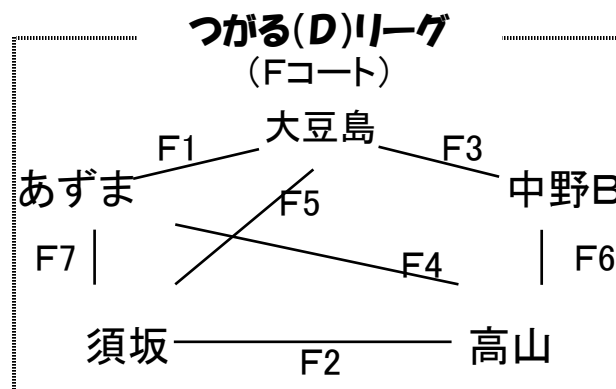 つがる(D)リーグ
(Fコート)
大豆島
F1
F3
あずま
中野B
F5
F7
F4
F6
須坂
高山
F2